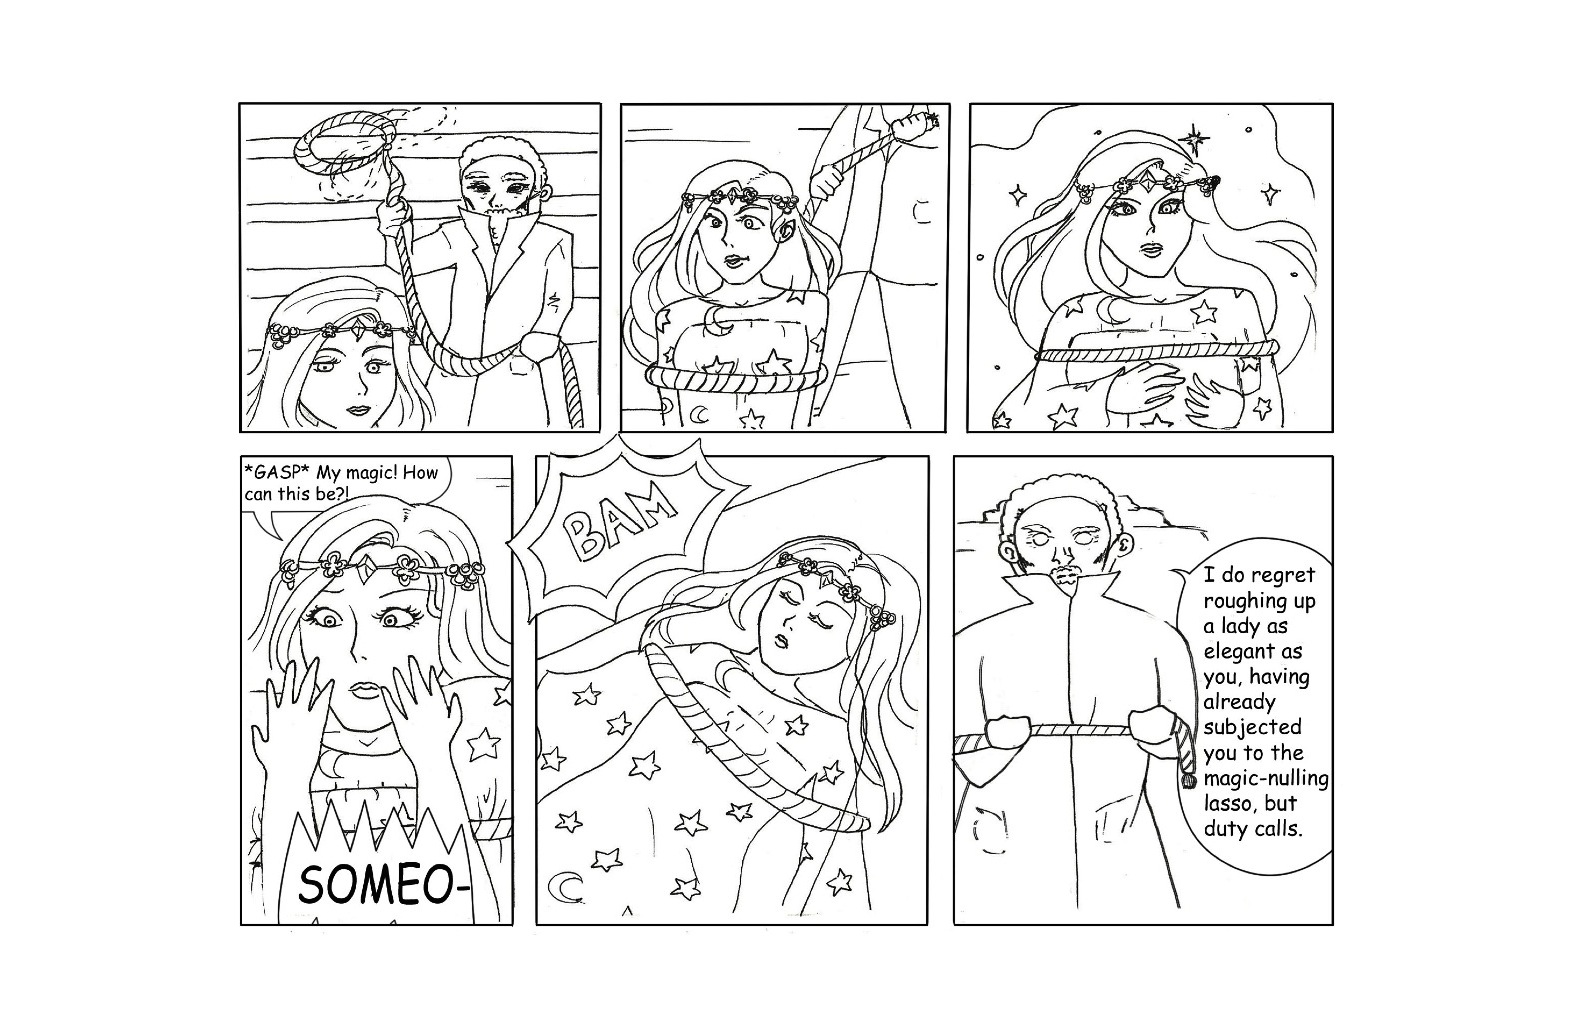 *GASP* My magic! How
can this be?!
SOMEO-
BAM
I do regret
roughing up
a lady as
elegant as
you, having
already
subjected
you to the
magic-nulling
lasso, but
duty calls.